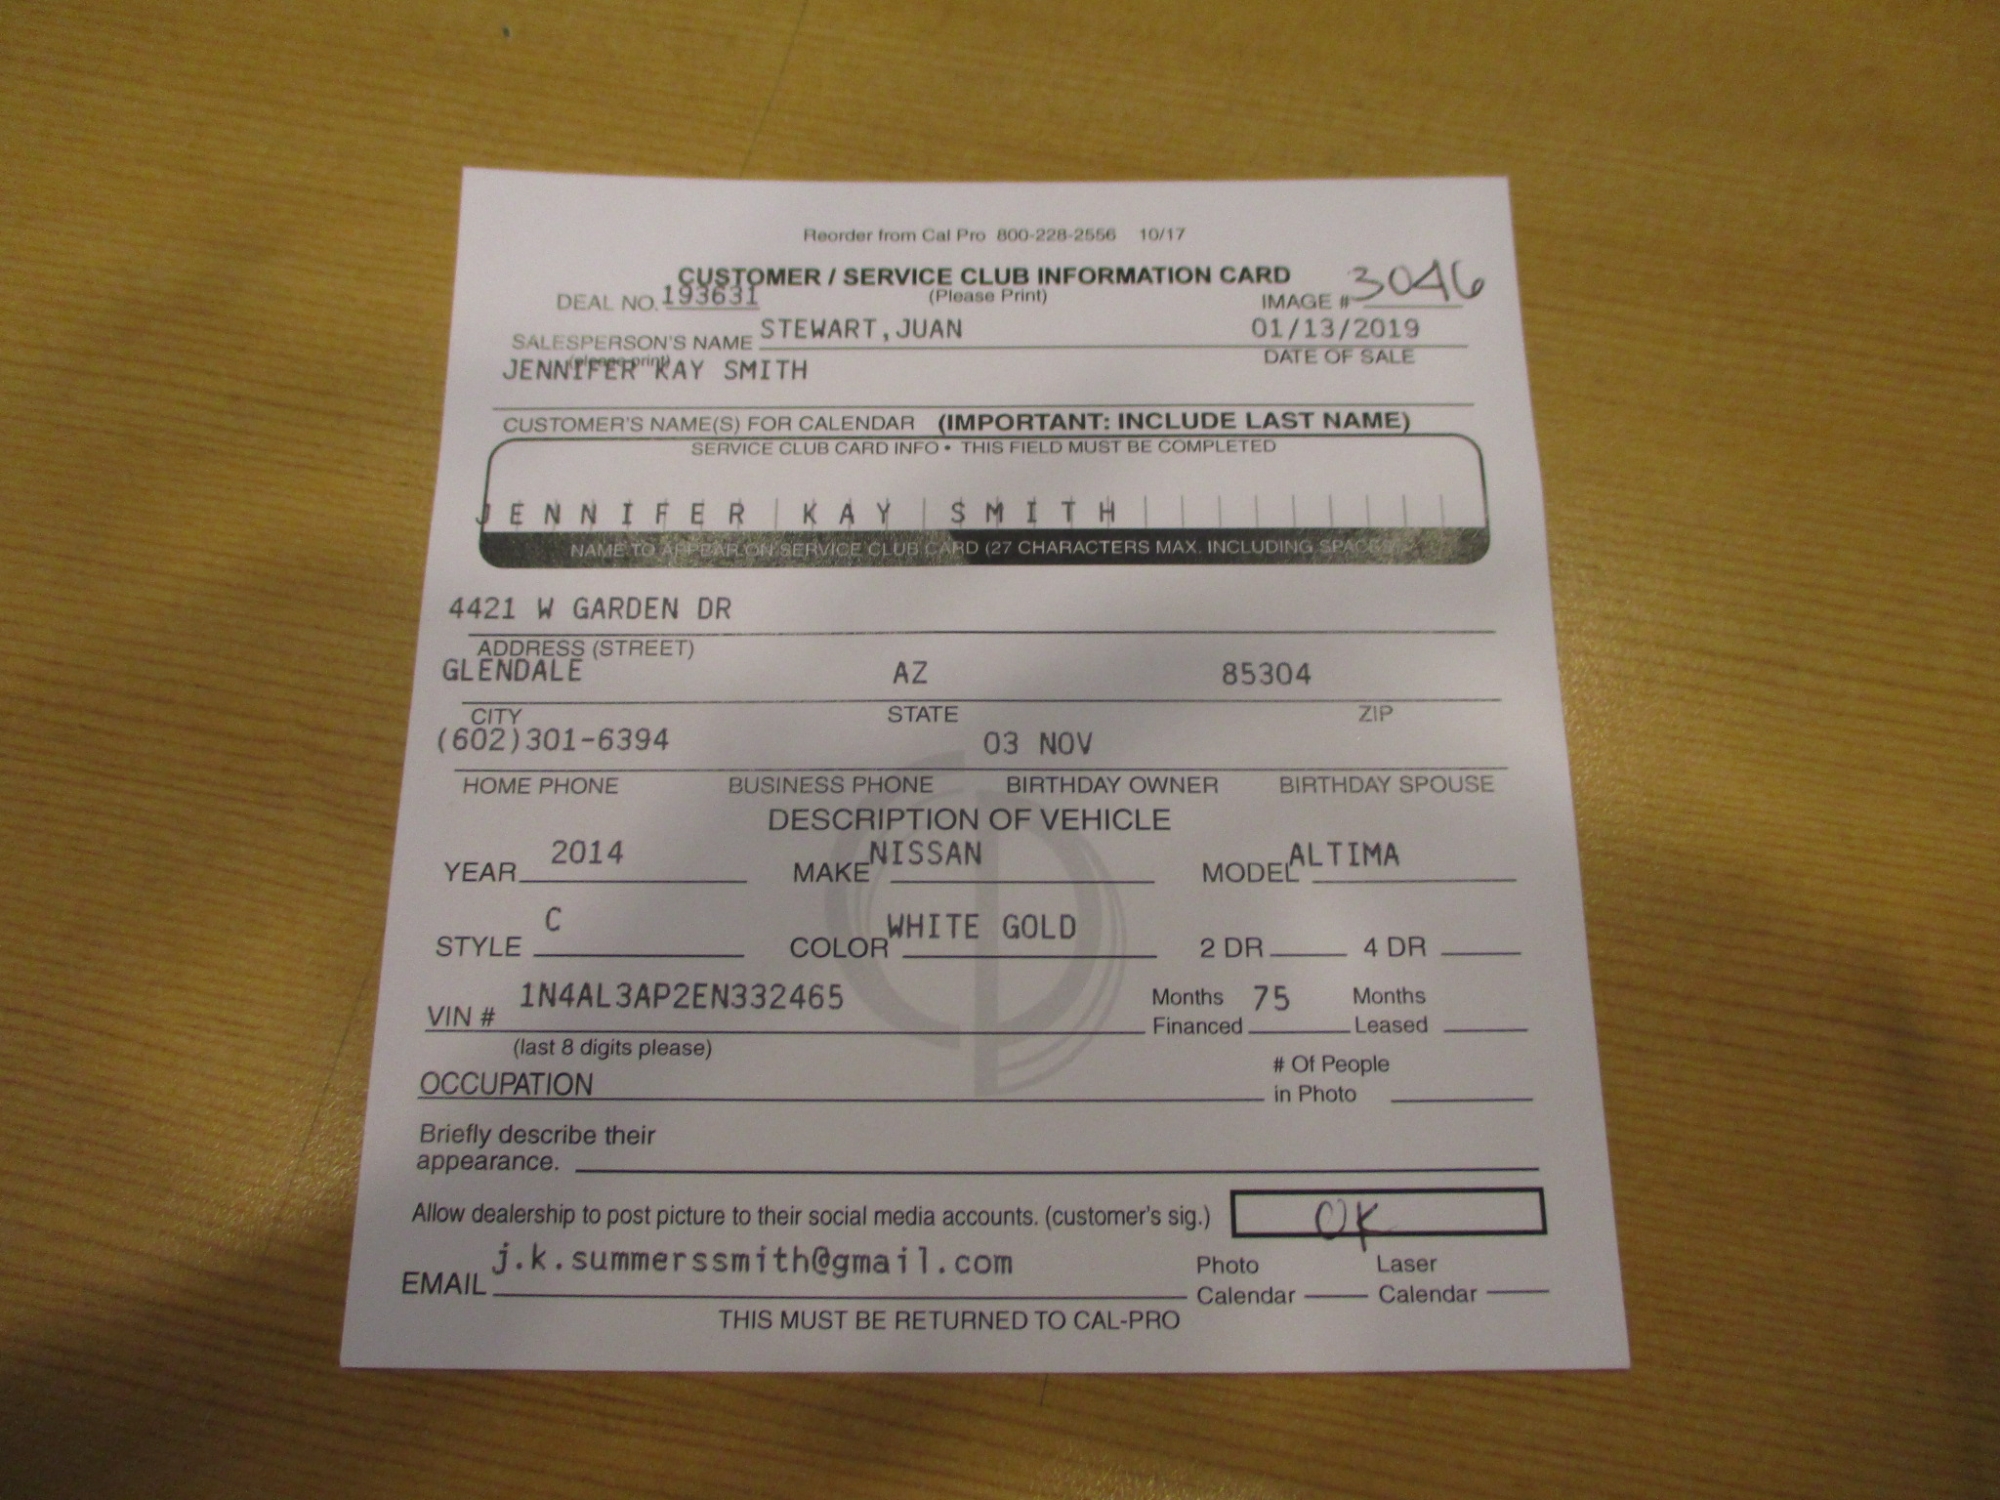 Reorder from Cal Pro 800-228-2556 10/17
CUSTOMER / SERVICE CLUB INFORMATION CARD
DEAL NO. 193631 (Please Print) IMAGE # 3046
SALESPERSON'S NAME STEWART,JUAN 01/13/2019
(please print) DATE OF SALE
JENNIFER KAY SMITH
CUSTOMER'S NAME(S) FOR CALENDAR (IMPORTANT: INCLUDE LAST NAME)
SERVICE CLUB CARD INFO • THIS FIELD MUST BE COMPLETED
JENNIFER KAY SMITH
NAME TO APPEAR ON SERVICE CLUB CARD (27 CHARACTERS MAX. INCLUDING SPACES)
4421 W GARDEN DR
ADDRESS (STREET)
GLENDALE AZ 85304
CITY STATE ZIP
(602)301-6394 03 NOV
HOME PHONE BUSINESS PHONE BIRTHDAY OWNER BIRTHDAY SPOUSE
DESCRIPTION OF VEHICLE
YEAR 2014 MAKE NISSAN MODEL ALTIMA
STYLE C COLOR WHITE GOLD 2 DR 4 DR
VIN # 1N4AL3AP2EN332465 Months Financed 75 Months Leased
(last 8 digits please)
OCCUPATION # Of People in Photo
Briefly describe their
appearance.
Allow dealership to post picture to their social media accounts. (customer's sig.) OK
EMAIL j.k.summerssmith@gmail.com Photo Calendar Laser Calendar
THIS MUST BE RETURNED TO CAL-PRO